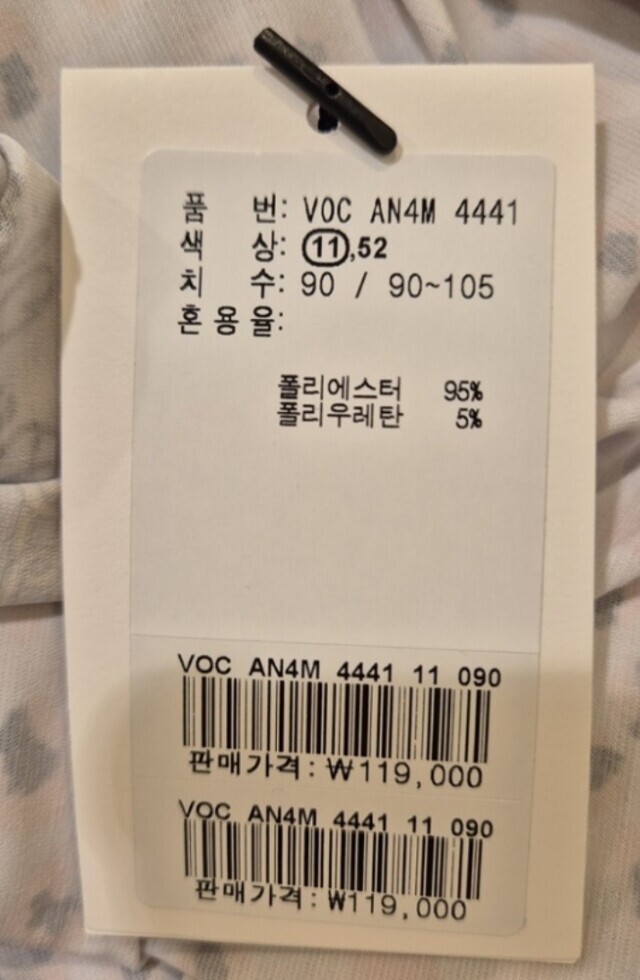 품 번: VOC AN4M 4441
색 상: 11,52
치 수: 90 / 90~105
혼용율:
폴리에스터 95%
폴리우레탄 5%
VOC AN4M 4441 11 090
판매가격:₩119,000
VOC AN4M 4441 11 090
판매가격:₩119,000